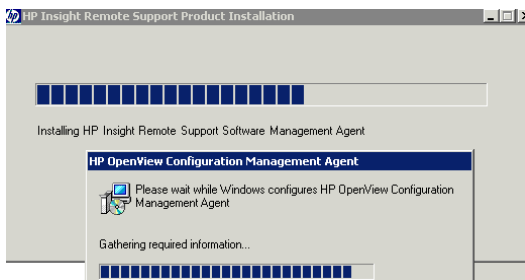 HP Insight Remote Support Product Installation
Installing HP Insight Remote Support Software Management Agent
HP OpenView Configuration Management Agent
Please wait while Windows configures HP OpenView Configuration
Management Agent
Gathering required information...